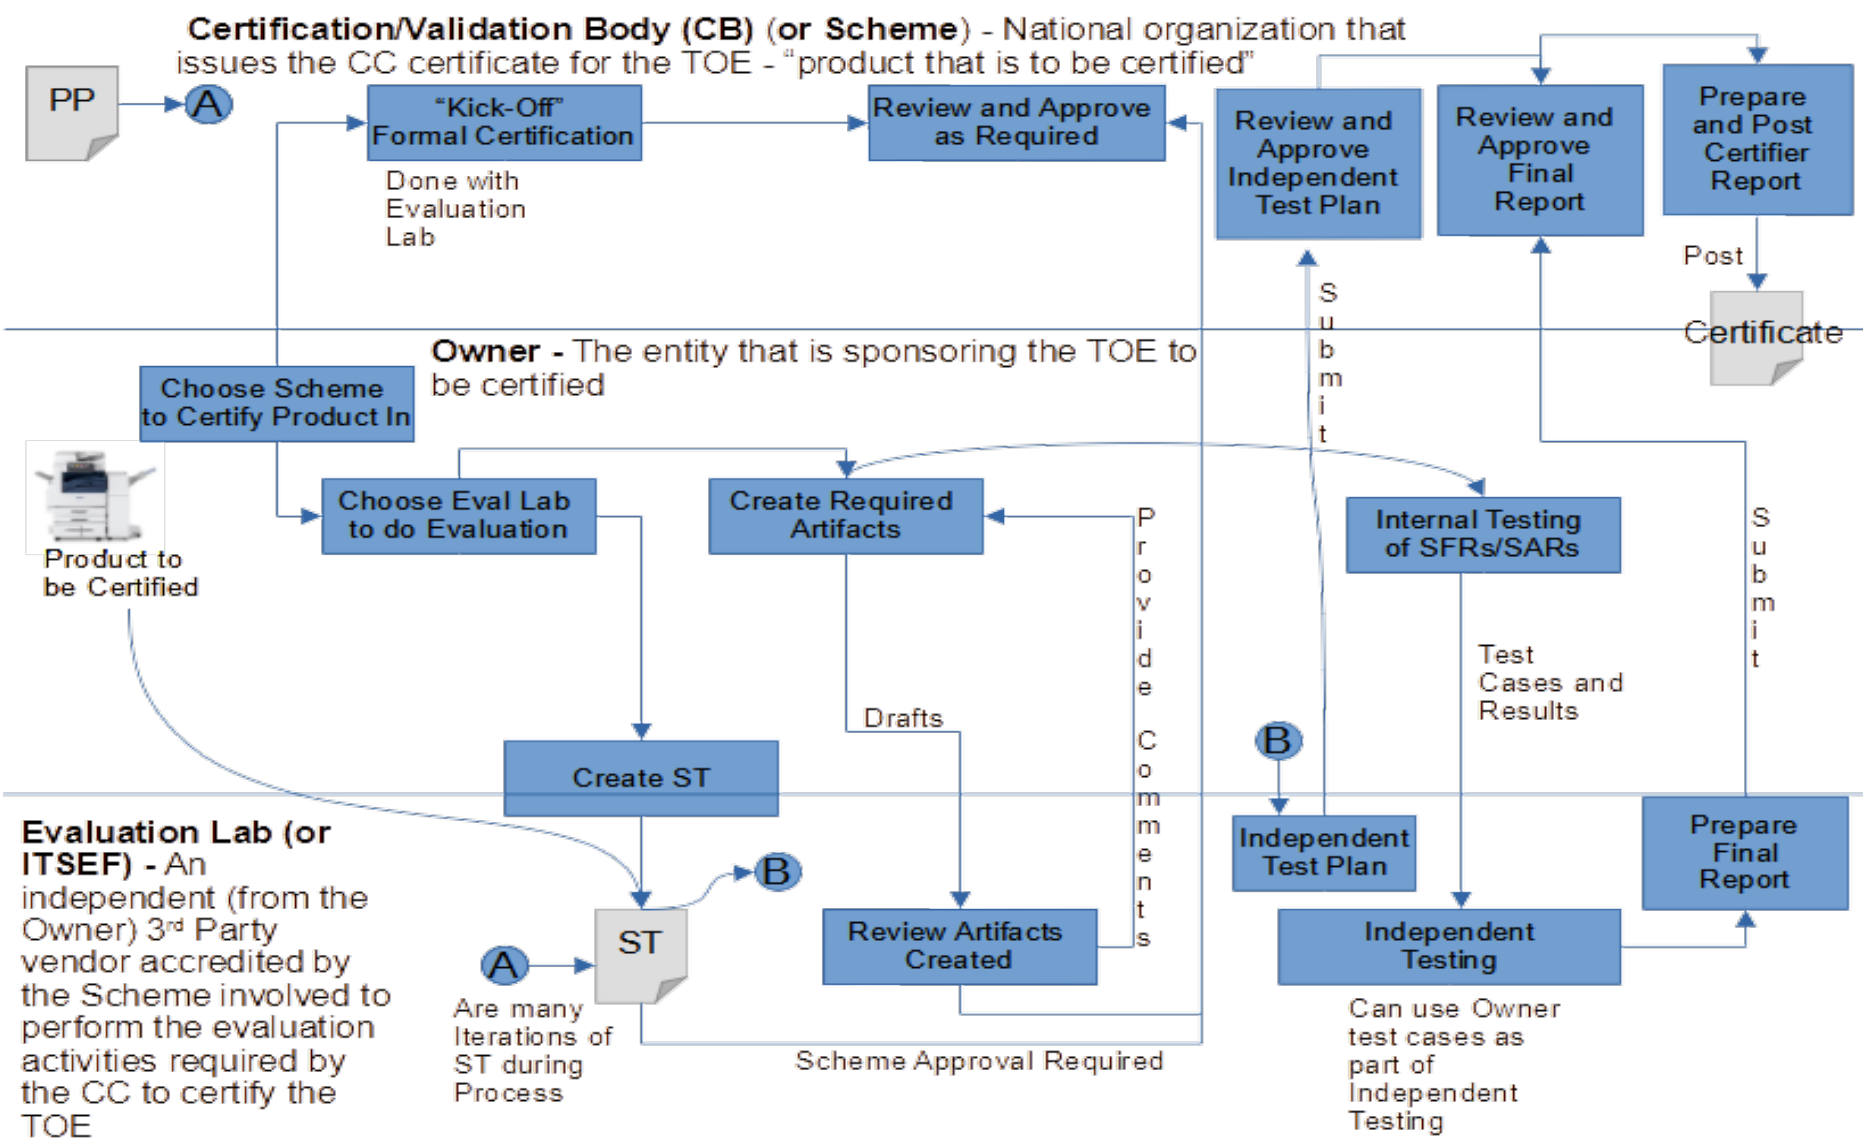 Certification/Validation Body (CB) (or Scheme) - National organization that
issues the CC certificate for the TOE - “product that is to be certified”
PP
A
“Kick-Off”
Formal Certification
Done with
Evaluation
Lab
Review and Approve
as Required
Review and
Approve
Independent
Test Plan
Review and
Approve
Final
Report
Prepare
and Post
Certifier
Report
Post
Certificate
Submit
Owner - The entity that is sponsoring the TOE to
be certified
Choose Scheme
to Certify Product In
Product to
be Certified
Choose Eval Lab
to do Evaluation
Create Required
Artifacts
Provide Comments
Internal Testing
of SFRs/SARs
Submit
Test
Cases and
Results
Drafts
B
Create ST
Evaluation Lab (or
ITSEF) - An
independent (from the
Owner) 3rd Party
vendor accredited by
the Scheme involved to
perform the evaluation
activities required by
the CC to certify the
TOE
B
ST
A
Are many
Iterations of
ST during
Process
Review Artifacts
Created
Scheme Approval Required
Independent
Test Plan
Independent
Testing
Can use Owner
test cases as
part of
Independent
Testing
Prepare
Final
Report